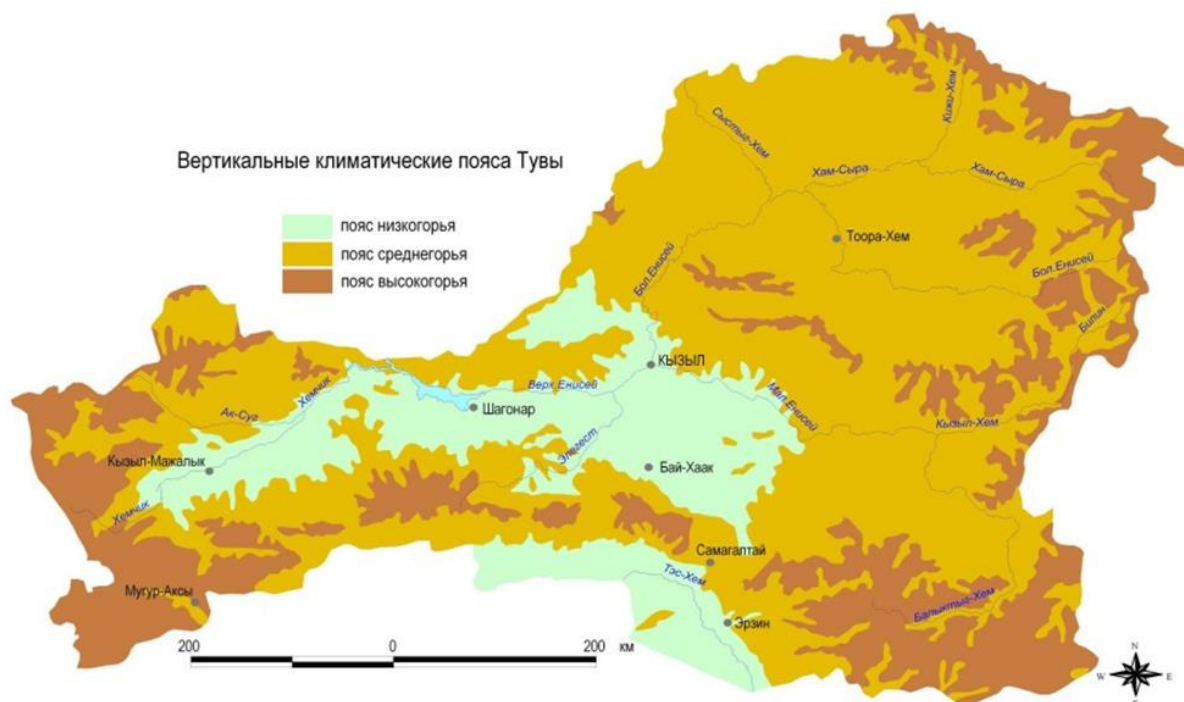 Вертикальные климатические пояса Тувы
пояс низкогорья
пояс среднегорья
пояс высокогорья
Сыстыг-Хем
Кижи-Хем
Хам-Сыра
Хам-Сыра
Тоора-Хем
Бол.Енисей
Бол.Енисей
Билин
КЫЗЫЛ
Верх.Енисей
Мал.Енисей
Хемчик
Шагонар
Ак-Суг
Кызыл-Хем
Элегест
Кызыл-Мажалык
Бай-Хаак
Хемчик
Самагалтай
Тэс-Хем
Мугур-Аксы
Балыктыг-Хем
Эрзин
200 0 200 км
N
W E